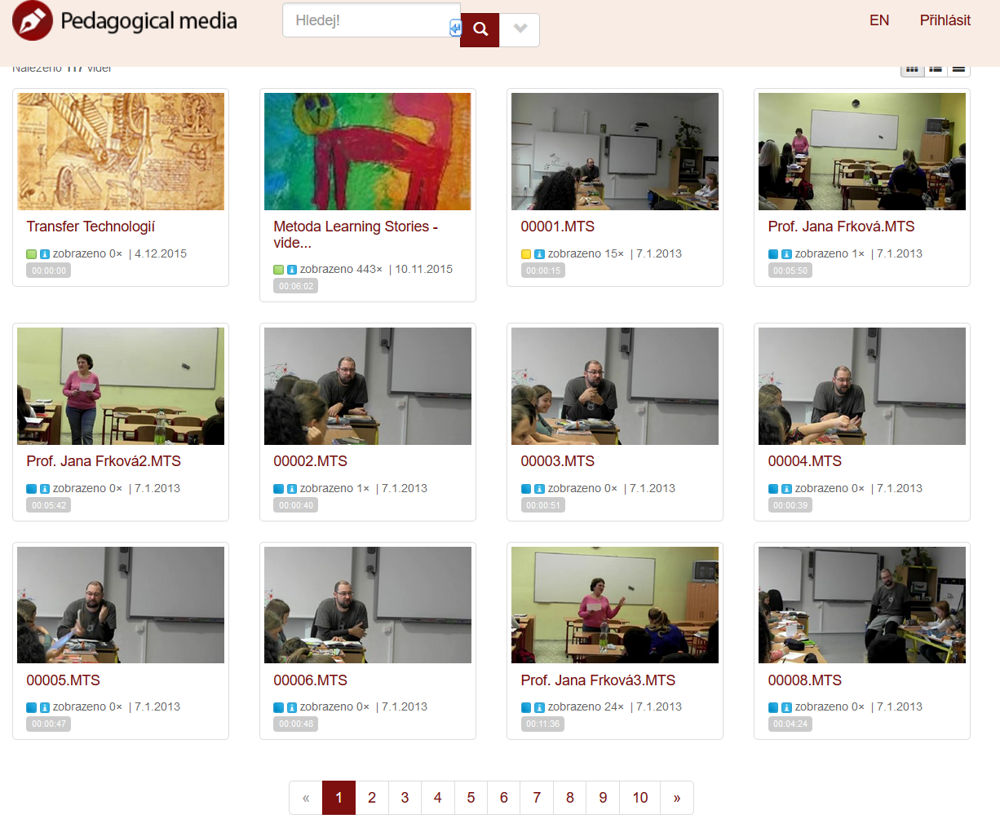 Pedagogical media
Hledej!
EN
Přihlásit
Nalezeno 117 videí
Transfer Technologií
zobrazeno 0× | 4.12.2015
00:00:00
Metoda Learning Stories -
vide...
zobrazeno 443× | 10.11.2015
00:06:02
00001.MTS
zobrazeno 15× | 7.1.2013
00:00:15
Prof. Jana Frková.MTS
zobrazeno 1× | 7.1.2013
00:05:50
Prof. Jana Frková2.MTS
zobrazeno 0× | 7.1.2013
00:05:42
00002.MTS
zobrazeno 1× | 7.1.2013
00:00:40
00003.MTS
zobrazeno 0× | 7.1.2013
00:00:51
00004.MTS
zobrazeno 0× | 7.1.2013
00:00:39
00005.MTS
zobrazeno 0× | 7.1.2013
00:00:47
00006.MTS
zobrazeno 0× | 7.1.2013
00:00:48
Prof. Jana Frková3.MTS
zobrazeno 24× | 7.1.2013
00:11:36
00008.MTS
zobrazeno 0× | 7.1.2013
00:04:24
« 1 2 3 4 5 6 7 8 9 10 »